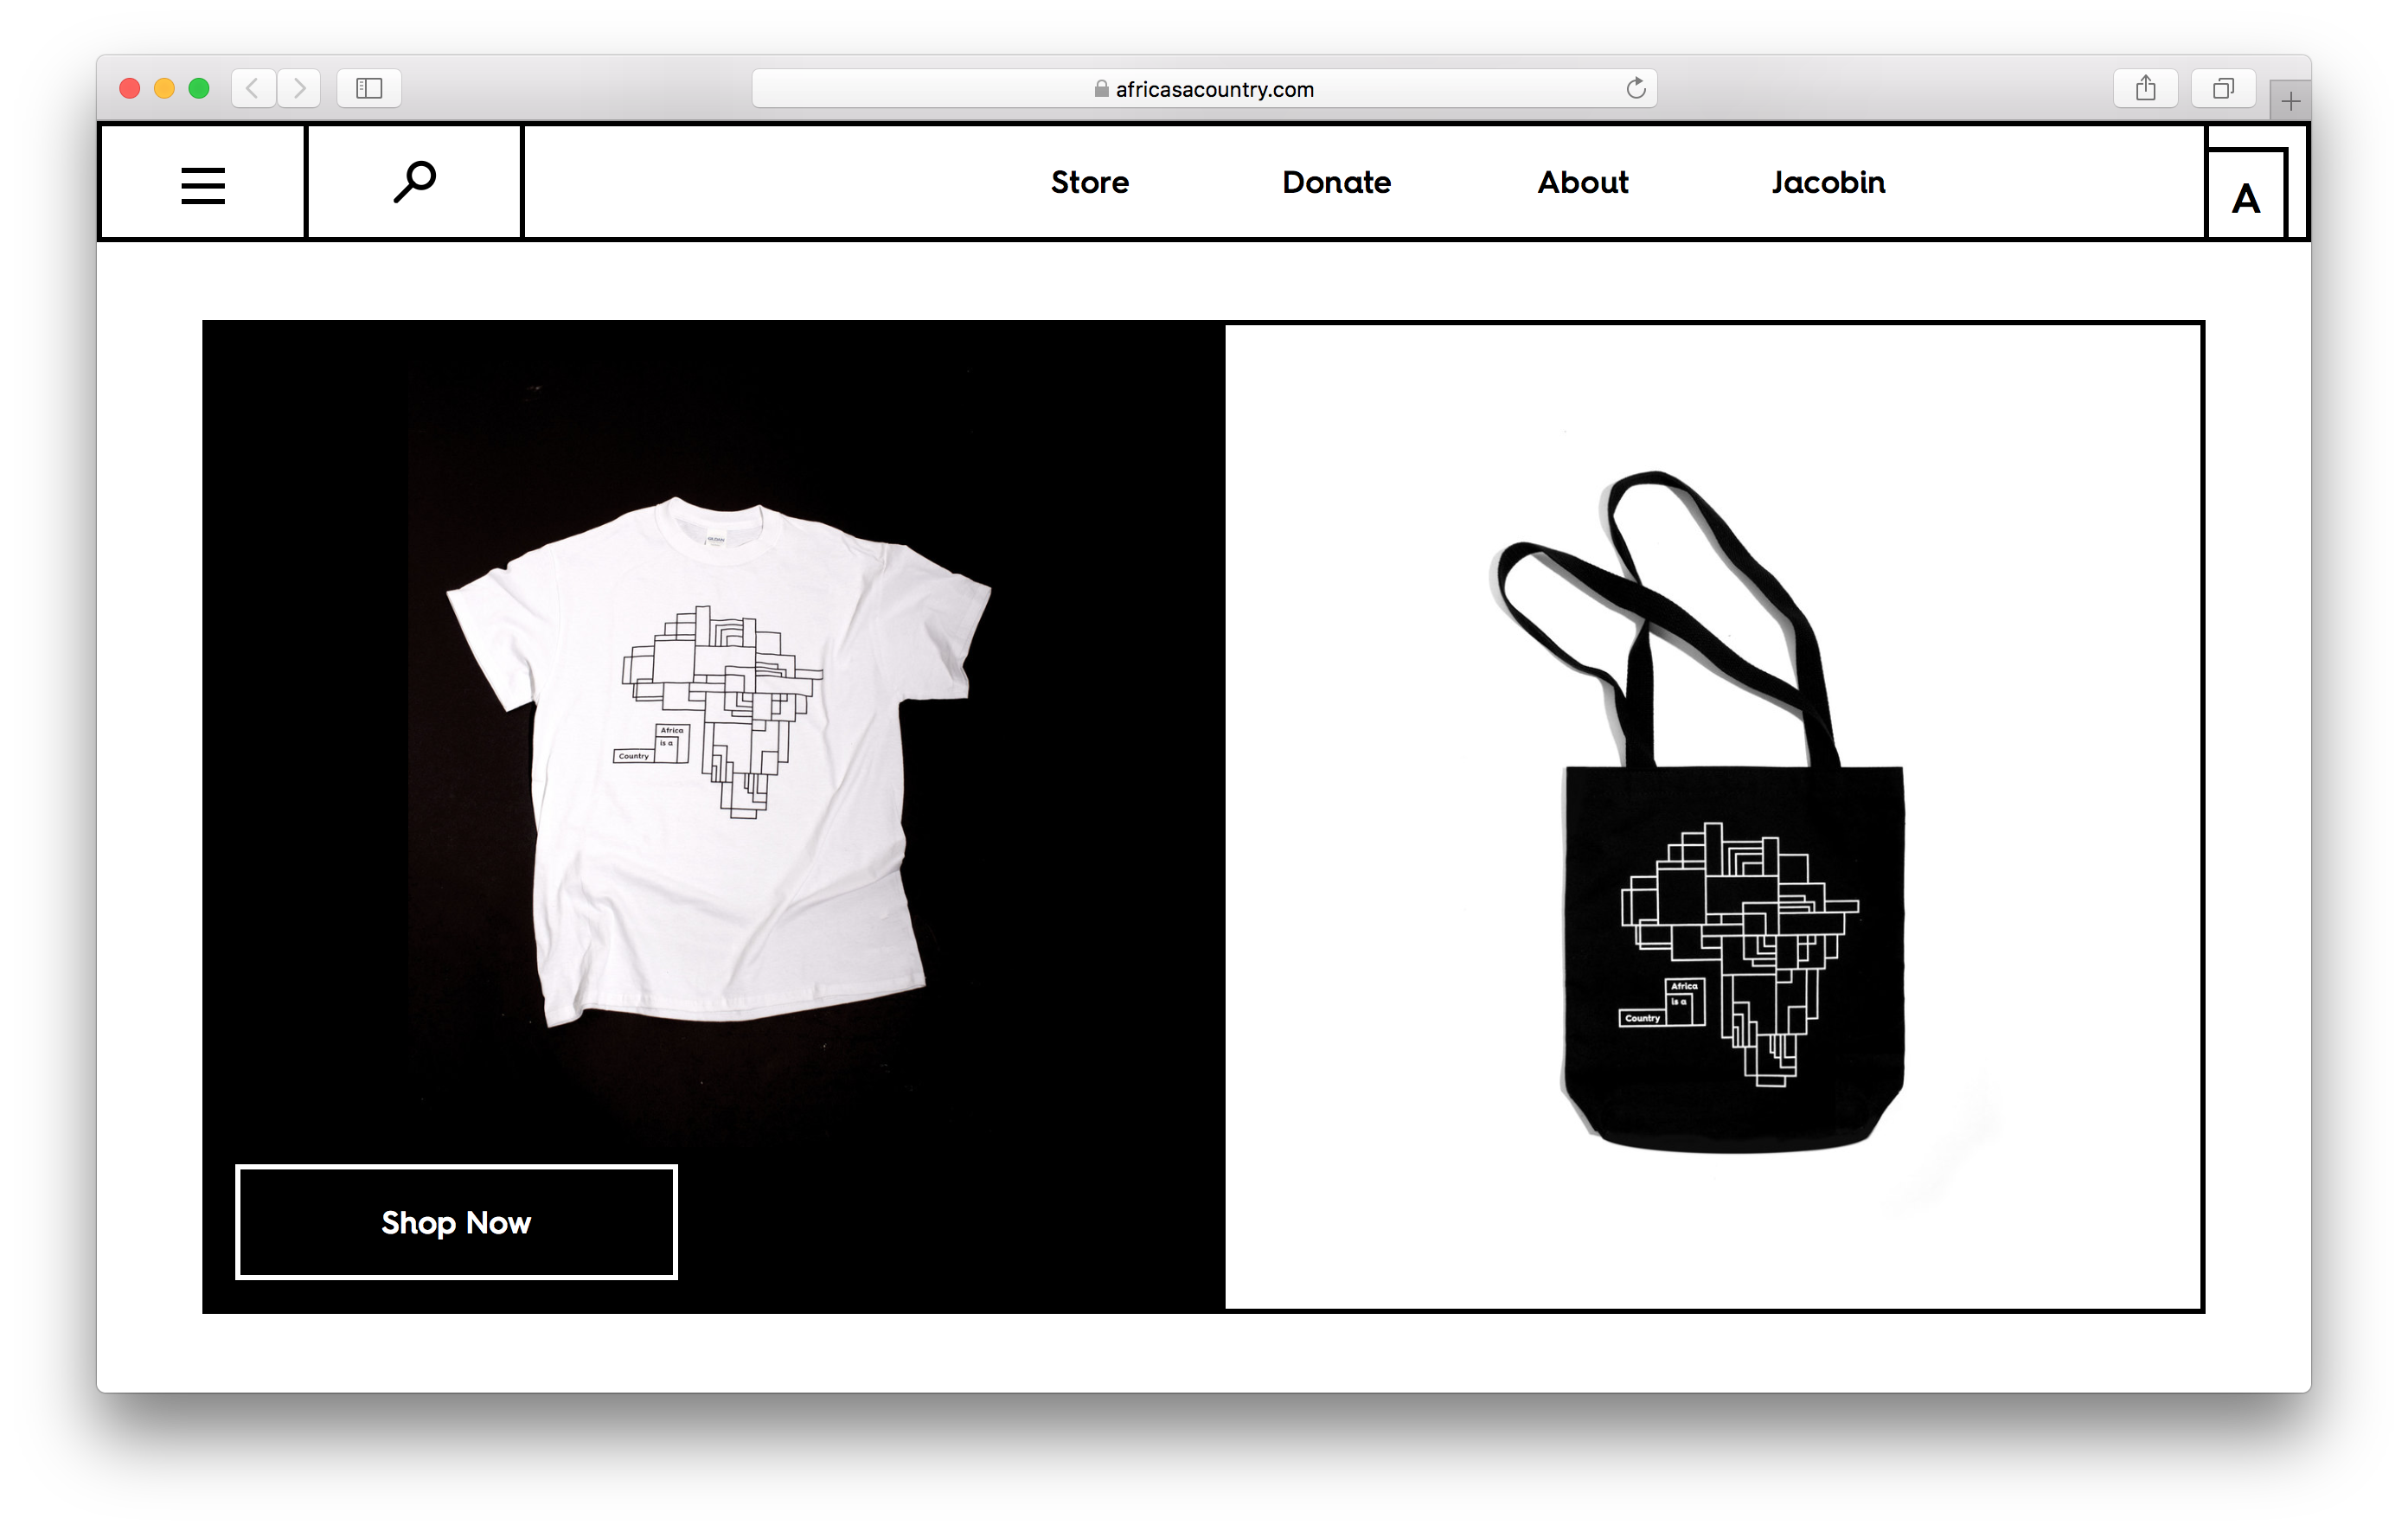 africasacountry.com
Store Donate About Jacobin
A
Africa
is a
Country
Africa
is a
Country
Shop Now